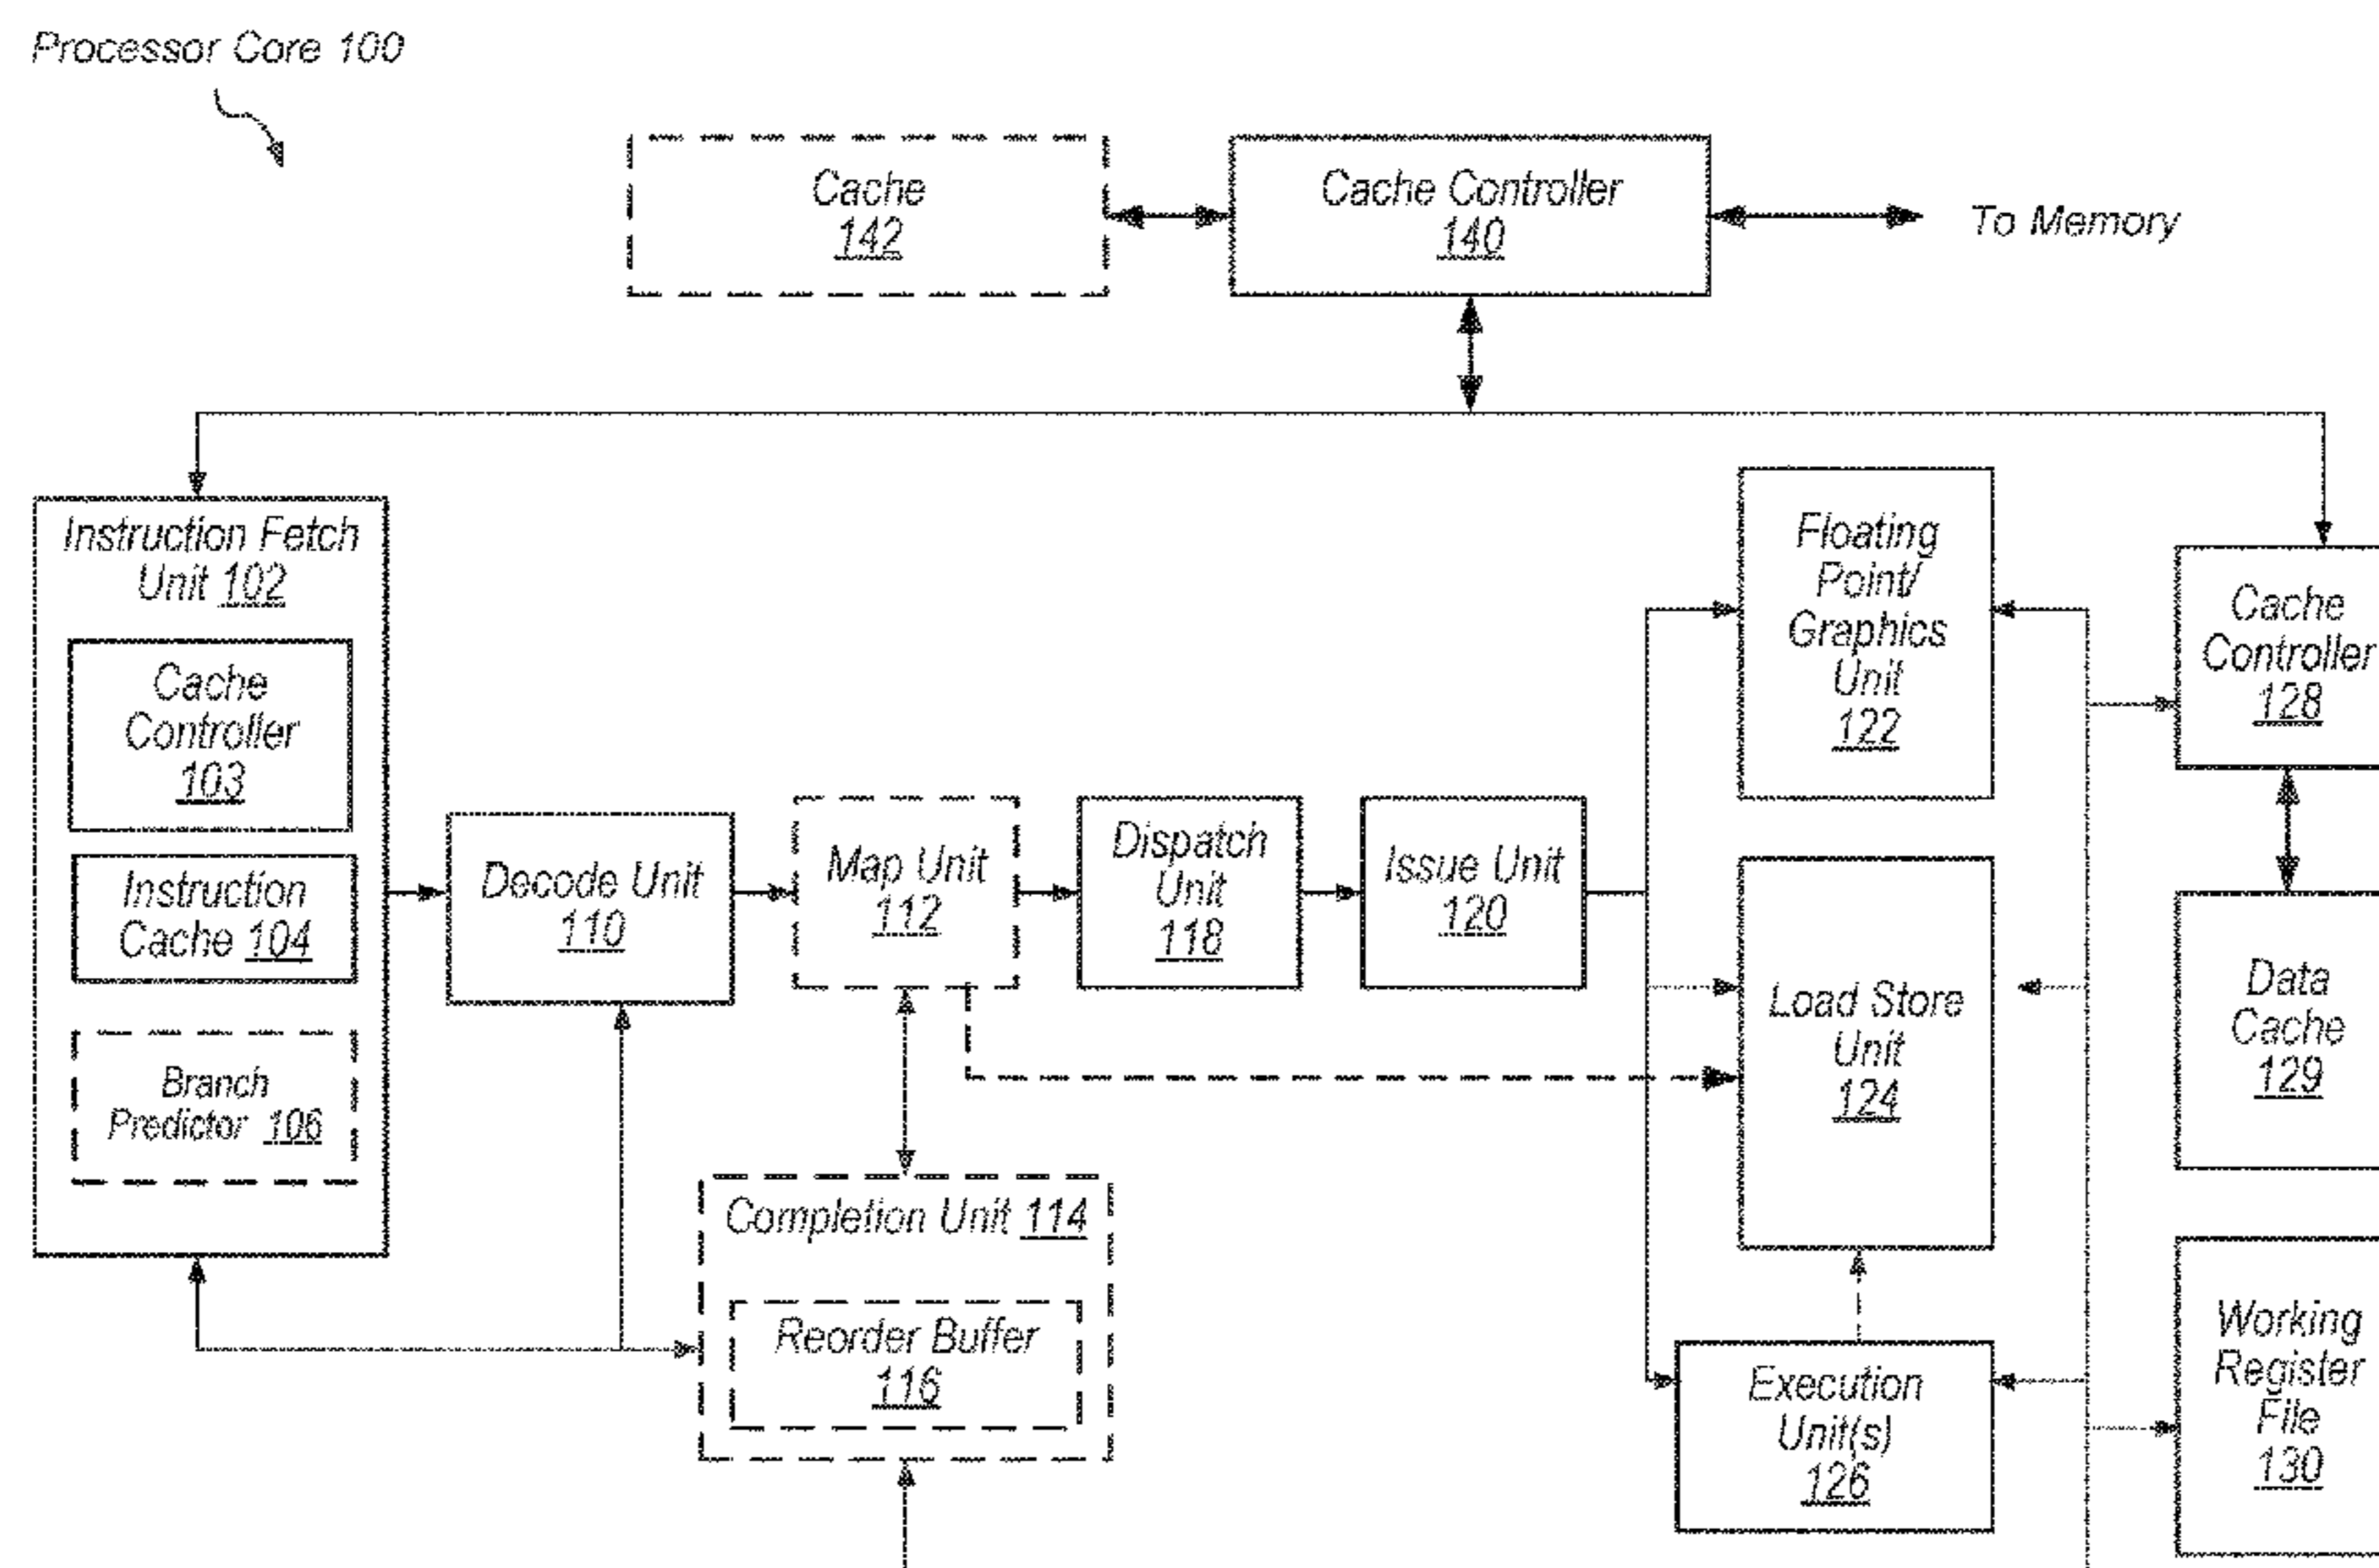 Processor Core 100
Cache
142
Cache Controller
140
To Memory
Instruction Fetch
Unit 102
Cache
Controller
103
Instruction
Cache 104
Branch
Predictor 106
Decode Unit
110
Map Unit
112
Completion Unit 114
Reorder Buffer
116
Dispatch
Unit
118
Issue Unit
120
Floating
Point/
Graphics
Unit
122
Load Store
Unit
124
Execution
Unit(s)
126
Cache
Controller
128
Data
Cache
129
Working
Register
File
130